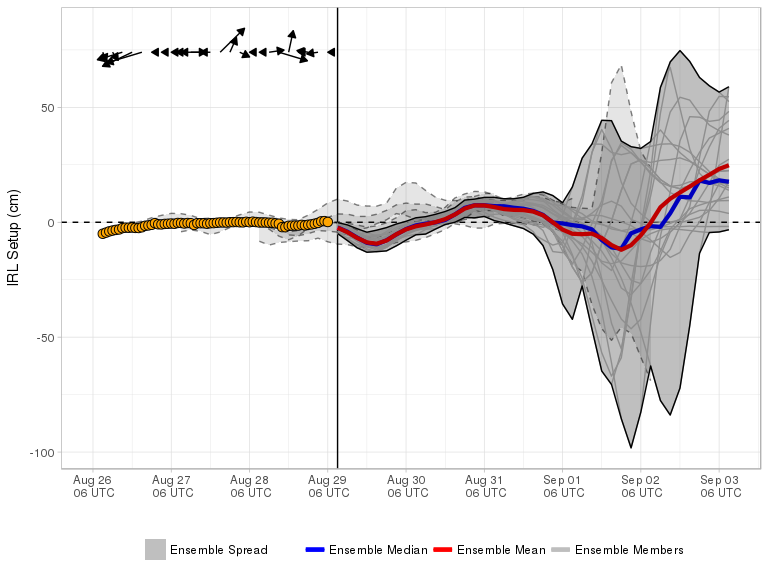 IRL Setup (cm)
50
0
-50
-100
Aug 26 Aug 27 Aug 28 Aug 29 Aug 30 Aug 31 Sep 01 Sep 02 Sep 03
06 UTC 06 UTC 06 UTC 06 UTC 06 UTC 06 UTC 06 UTC 06 UTC 06 UTC
Ensemble Spread Ensemble Median Ensemble Mean Ensemble Members